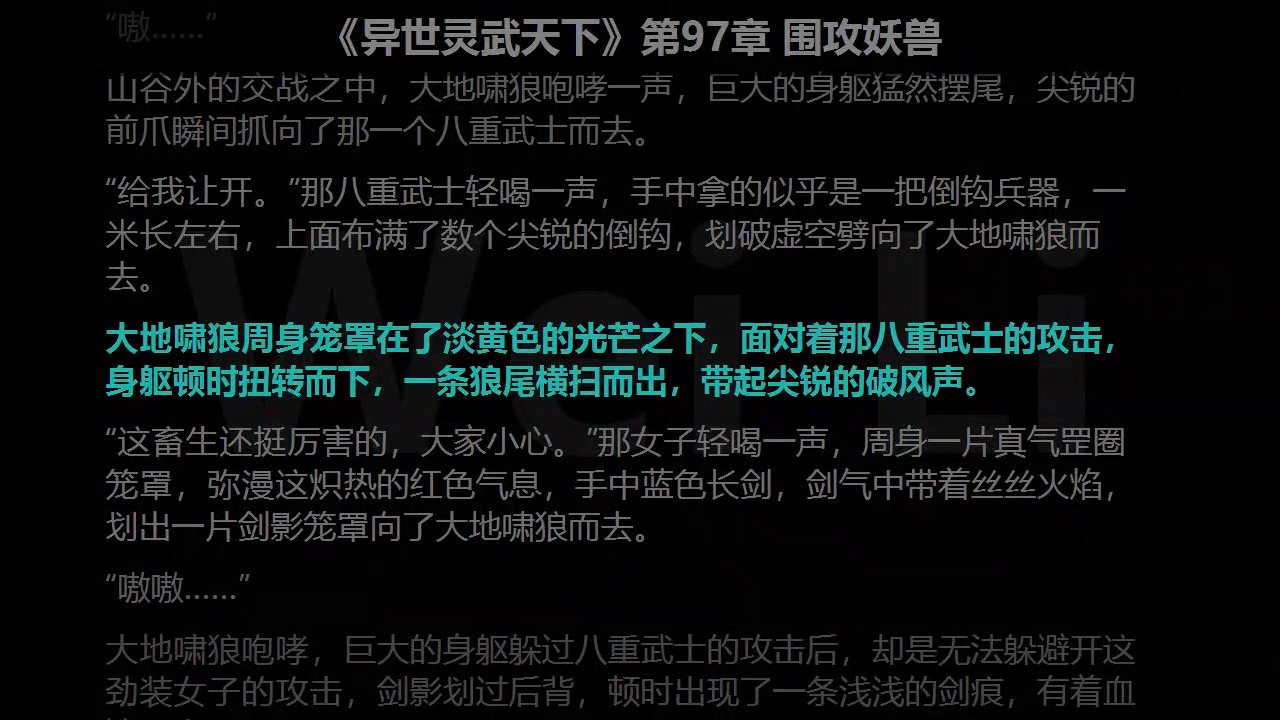 “嗷......”
《异世灵武天下》第97章 围攻妖兽
山谷外的交战之中，大地啸狼咆哮一声，巨大的身躯猛然摆尾，尖锐的
前爪瞬间抓向了那一个八重武士而去。
“给我让开。”那八重武士轻喝一声，手中拿的似乎是一把倒钩兵器，一
米长左右，上面布满了数个尖锐的倒钩，划破虚空劈向了大地啸狼而
去。
大地啸狼周身笼罩在了淡黄色的光芒之下，面对着那八重武士的攻击，
身躯顿时扭转而下，一条狼尾横扫而出，带起尖锐的破风声。
“这畜生还挺厉害的，大家小心。”那女子轻喝一声，周身一片真气罡圈
笼罩，弥漫这炽热的红色气息，手中蓝色长剑，剑气中带着丝丝火焰，
划出一片剑影笼罩向了大地啸狼而去。
“嗷嗷......”
大地啸狼咆哮，巨大的身躯躲过八重武士的攻击后，却是无法躲避开这
劲装女子的攻击，剑影划过后背，顿时出现了一条浅浅的剑痕，有着血
Wei Li